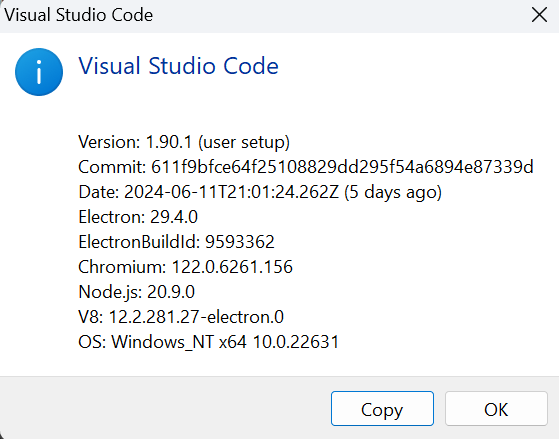 Visual Studio Code
Visual Studio Code
Version: 1.90.1 (user setup)
Commit: 611f9bfce64f25108829dd295f54a6894e87339d
Date: 2024-06-11T21:01:24.262Z (5 days ago)
Electron: 29.4.0
ElectronBuildId: 9593362
Chromium: 122.0.6261.156
Node.js: 20.9.0
V8: 12.2.281.27-electron.0
OS: Windows_NT x64 10.0.22631
Copy OK